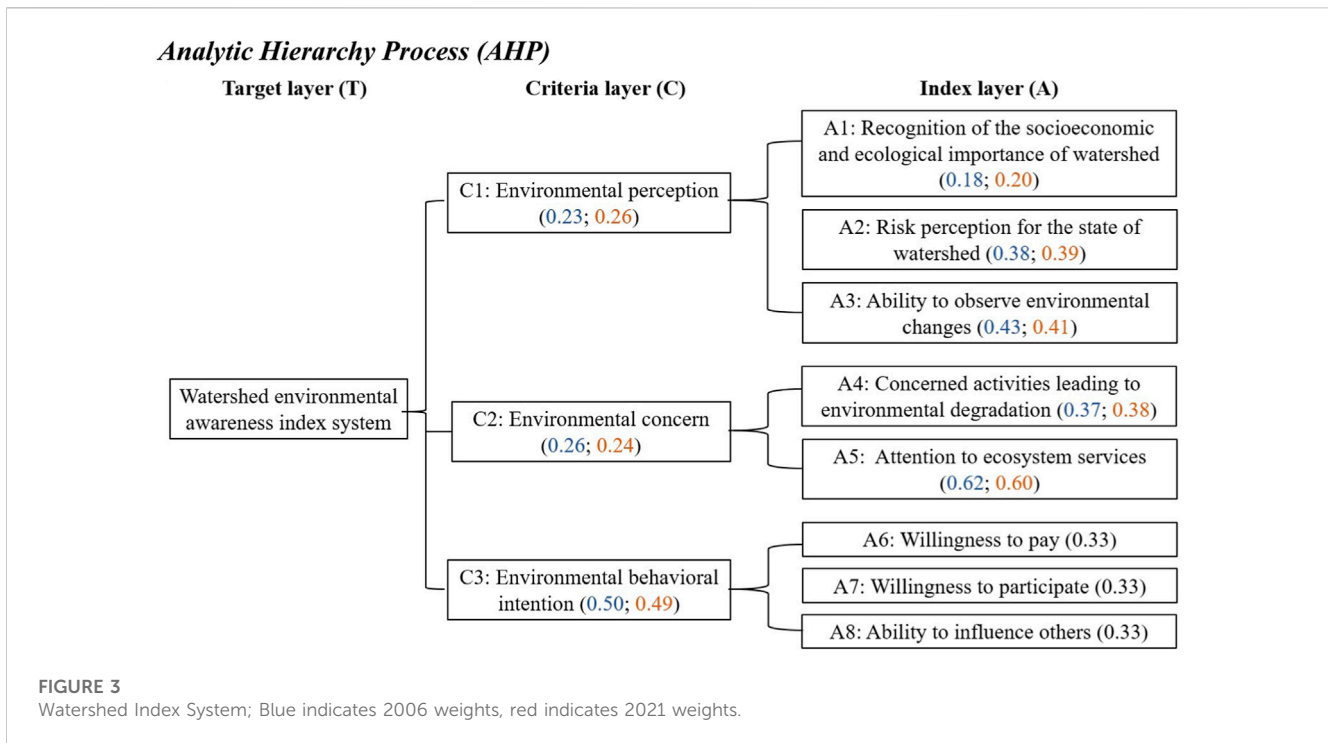 Analytic Hierarchy Process (AHP)
Target layer (T)
Criteria layer (C)
Index layer (A)
Watershed environmental
awareness index system
C1: Environmental perception
(0.23; 0.26)
A1: Recognition of the socioeconomic
and ecological importance of watershed
(0.18; 0.20)
A2: Risk perception for the state of
watershed (0.38; 0.39)
A3: Ability to observe environmental
changes (0.43; 0.41)
C2: Environmental concern
(0.26; 0.24)
A4: Concerned activities leading to
environmental degradation (0.37; 0.38)
A5: Attention to ecosystem services
(0.62; 0.60)
C3: Environmental behavioral
intention (0.50; 0.49)
A6: Willingness to pay (0.33)
A7: Willingness to participate (0.33)
A8: Ability to influence others (0.33)
FIGURE 3
Watershed Index System; Blue indicates 2006 weights, red indicates 2021 weights.